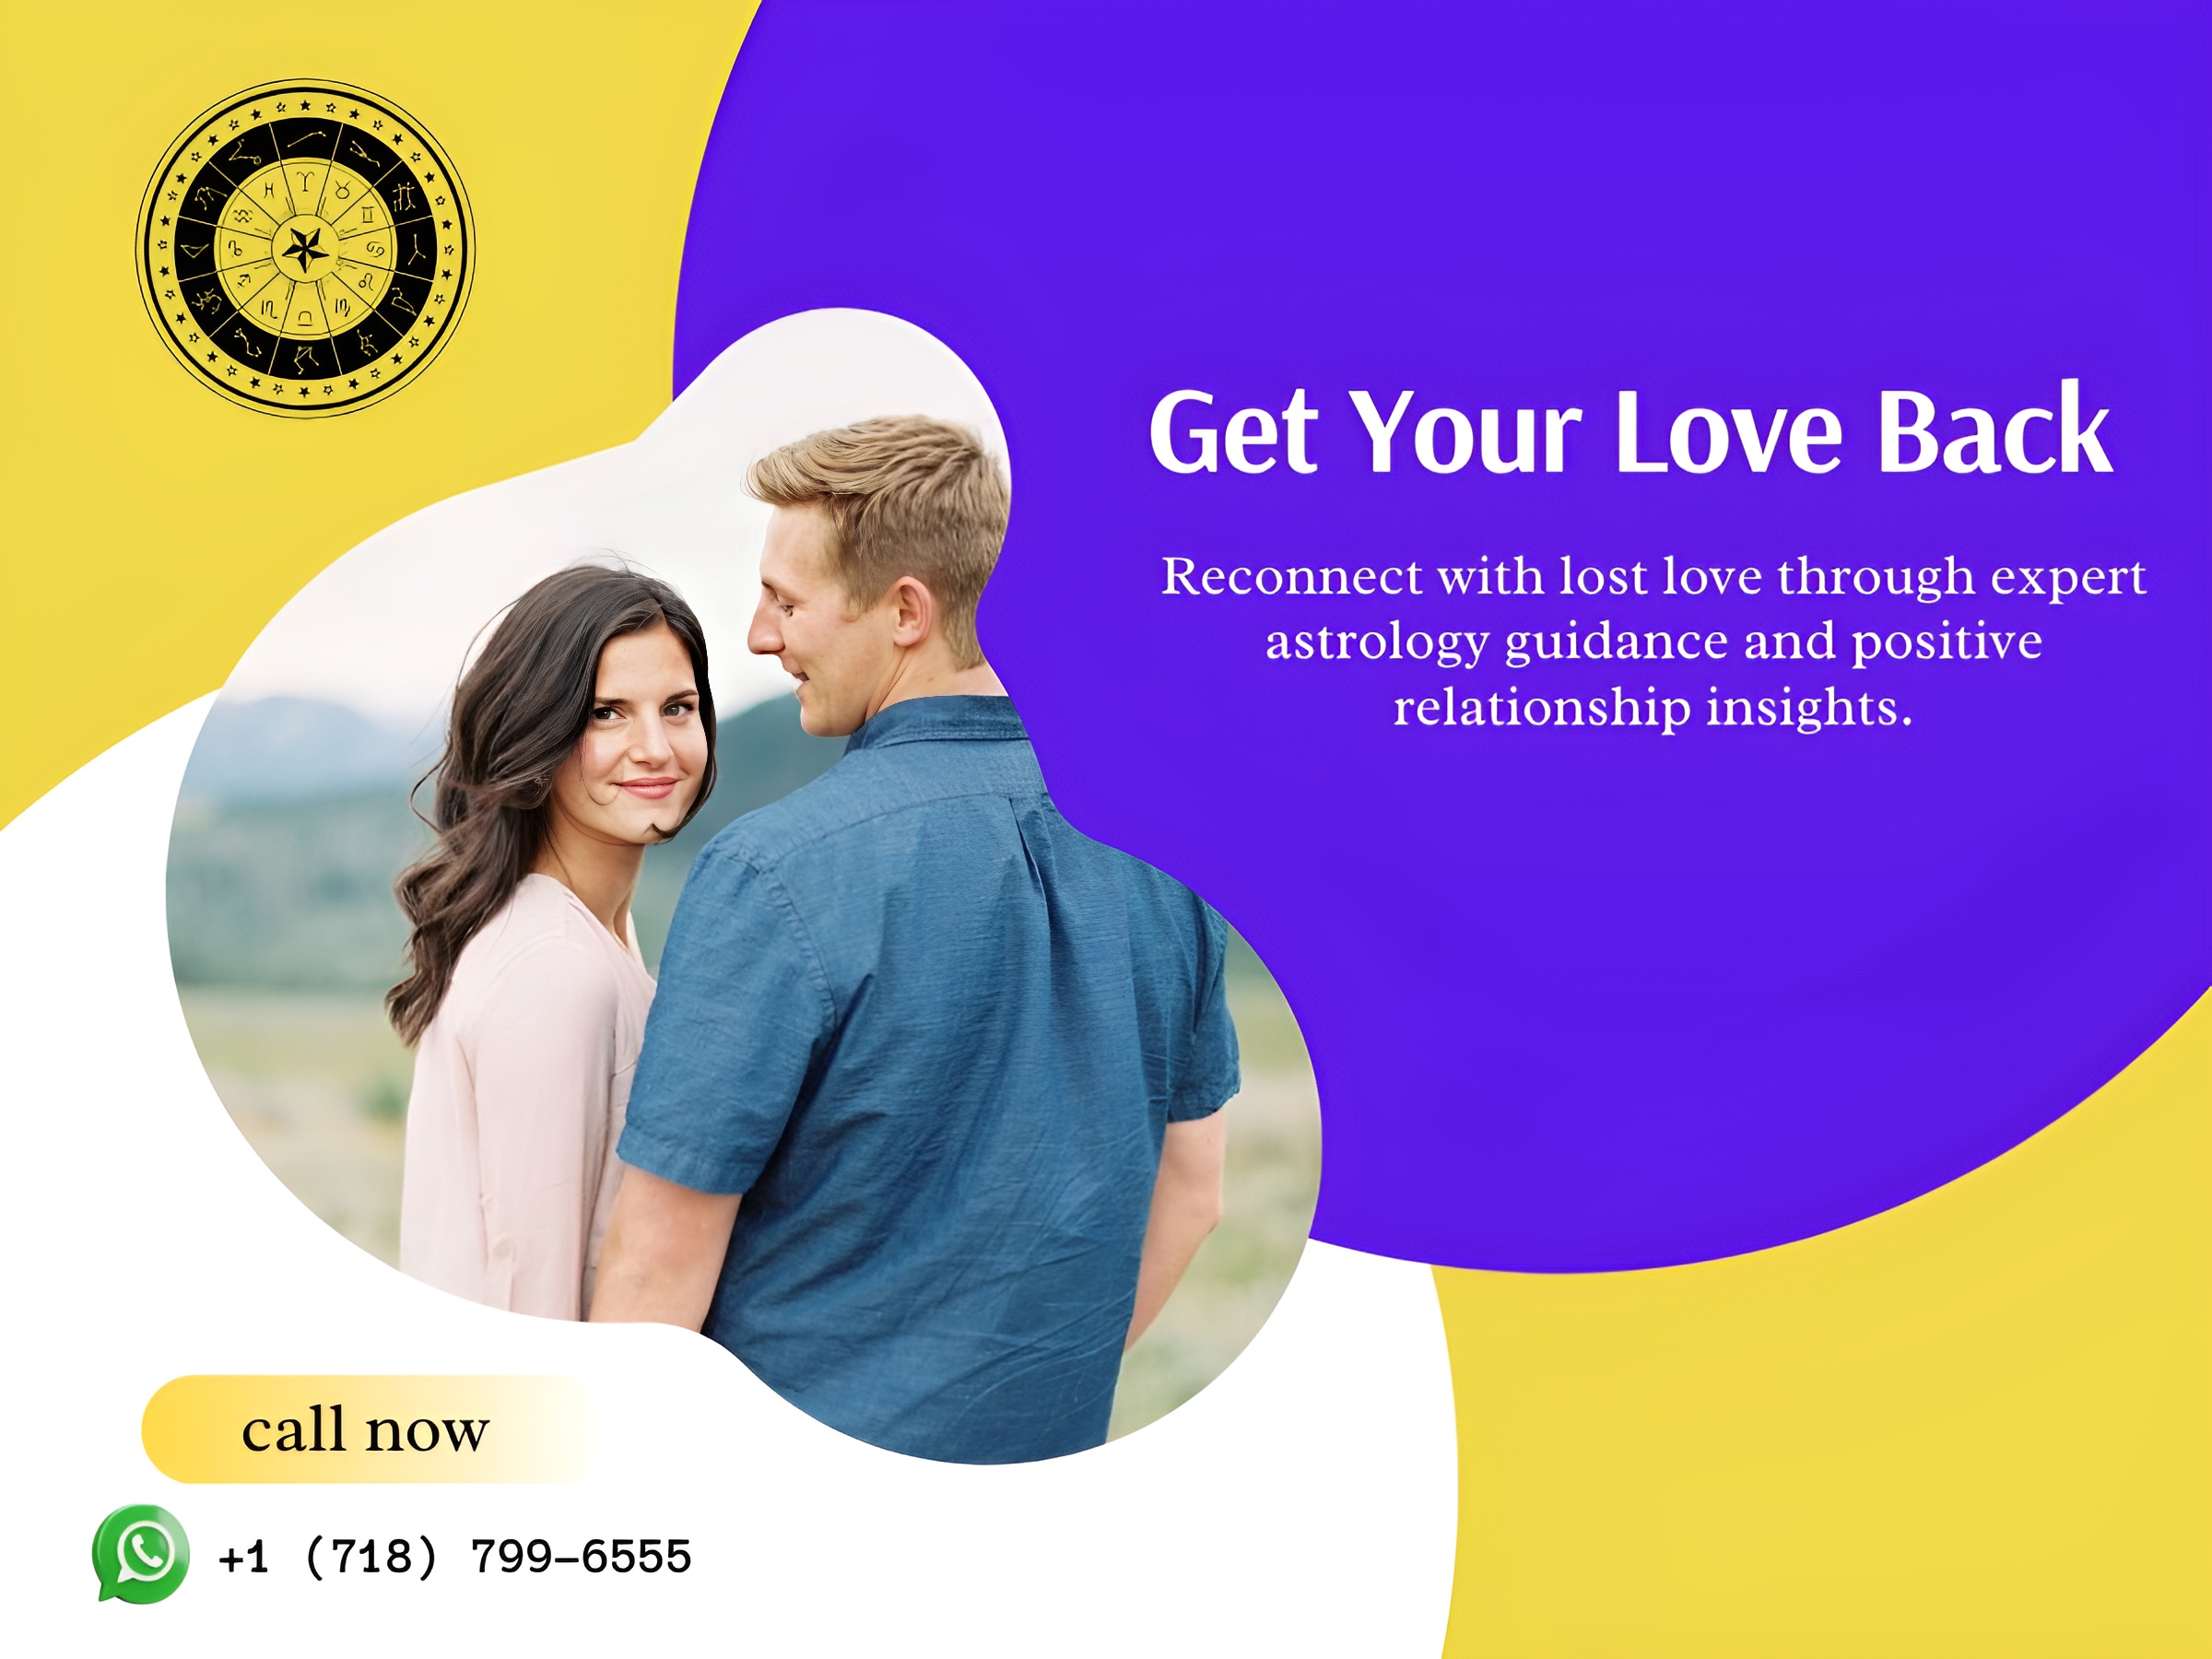 Get Your Love Back
Reconnect with lost love through expert
astrology guidance and positive
relationship insights.
call now
+1 (718) 799-6555